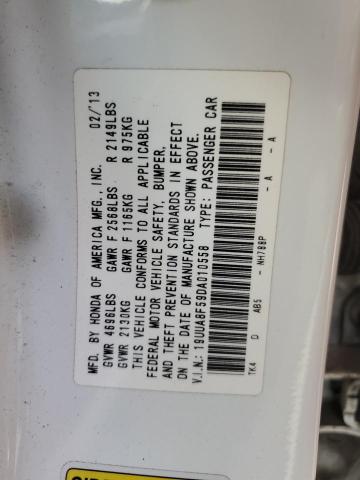 MFD. BY HONDA OF AMERICA MFG., INC. 02/'13
GVWR 4696LBS GAWR F 2568LBS R 2149LBS
GVWR 2130KG GAWR F 1165KG R 975KG
THIS VEHICLE CONFORMS TO ALL APPLICABLE
FEDERAL MOTOR VEHICLE SAFETY, BUMPER,
AND THEFT PREVENTION STANDARDS IN EFFECT
ON THE DATE OF MANUFACTURE SHOWN ABOVE.
V.I.N.: 19UUA8F59DA010558 TYPE: PASSENGER CAR
TK4 D AB5 - NH788P - A - A